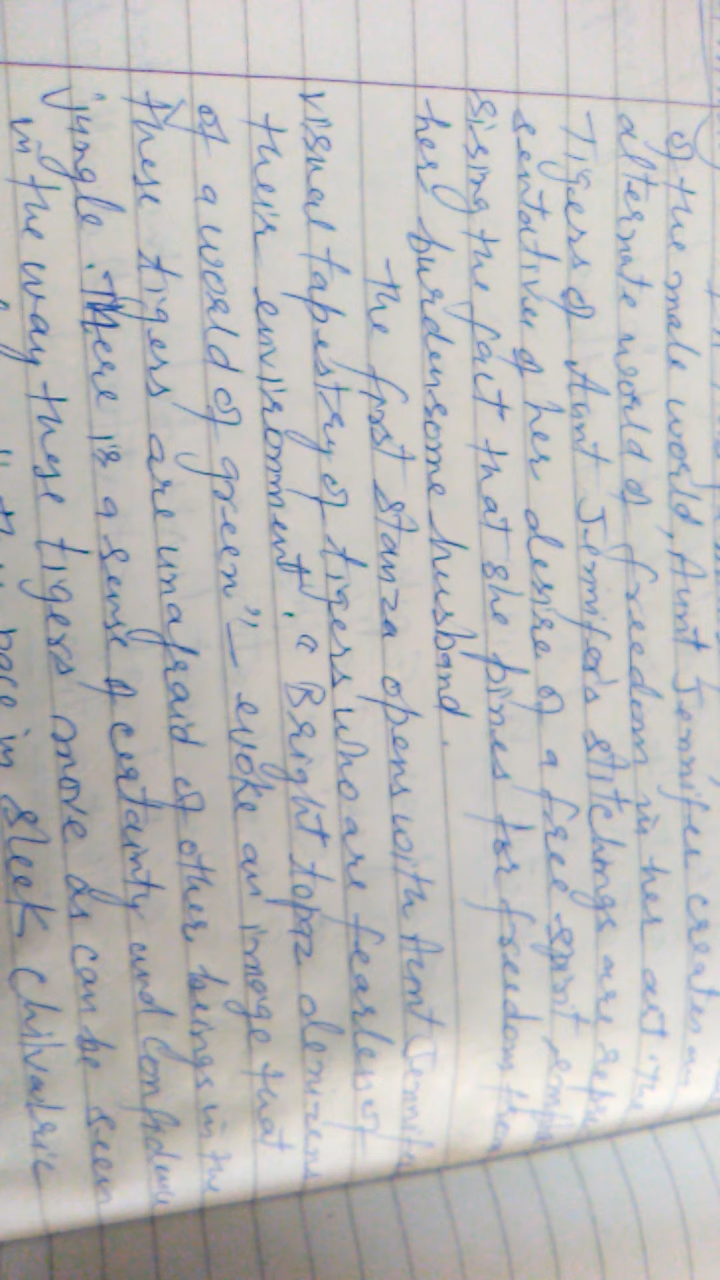 of the male world, Aunt Jennifer creates an
alternate world of freedom in her art. The
Tigers of Aunt Jennifer's stitchings are repre
sentative of her desire of a free spirit, empha
sising the fact that she pines for freedom from
her burdensome husband.
The first stanza opens with Aunt Jennifer
visual tapestry of tigers who are fearless of
their environment. "Bright topaz denizens
of a world of green" – evoke an image that
these tigers are unafraid of other beings in the
jungle. There is a sense of certainty and confidence
in the way these tigers move as can be seen
they pace in sleek chilvalric